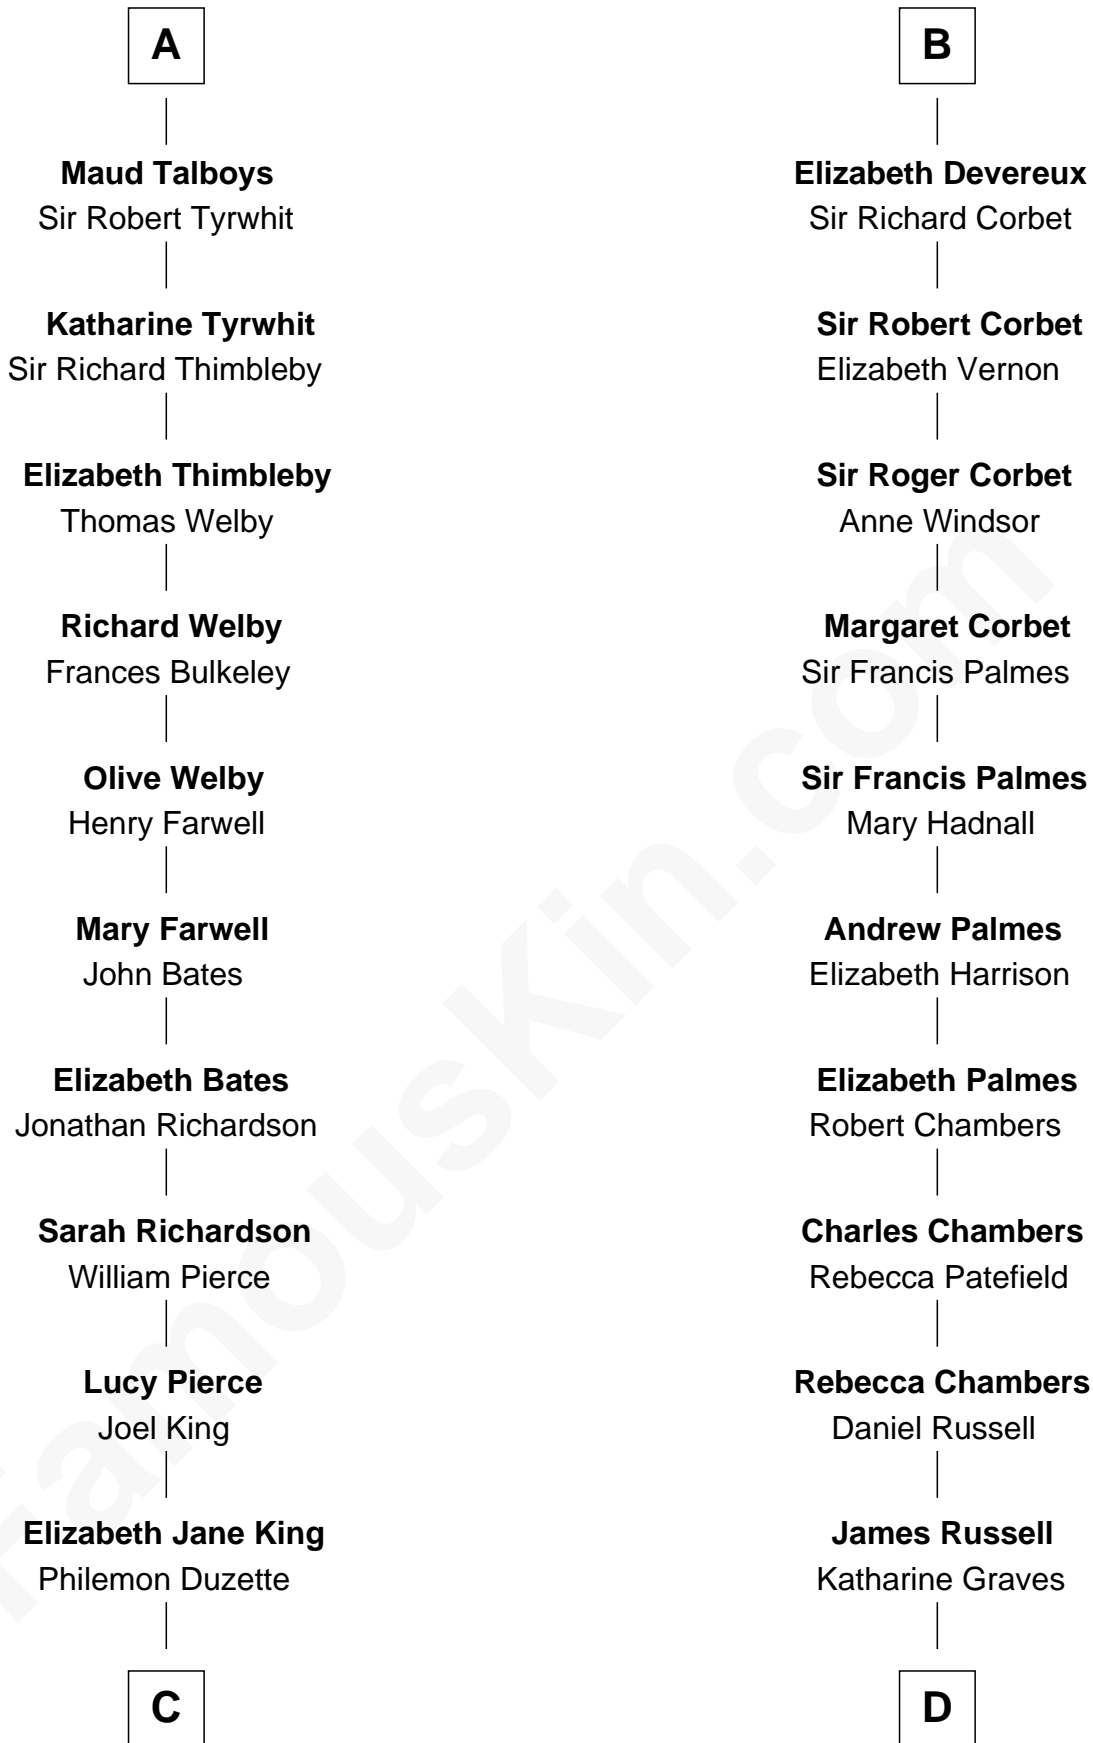 A
Maud Talboys
Sir Robert Tyrwhit
Katharine Tyrwhit
Sir Richard Thimbleby
Elizabeth Thimbleby
Thomas Welby
Richard Welby
Frances Bulkeley
Olive Welby
Henry Farwell
Mary Farwell
John Bates
Elizabeth Bates
Jonathan Richardson
Sarah Richardson
William Pierce
Lucy Pierce
Joel King
Elizabeth Jane King
Philemon Duzette
C
B
Elizabeth Devereux
Sir Richard Corbet
Sir Robert Corbet
Elizabeth Vernon
Sir Roger Corbet
Anne Windsor
Margaret Corbet
Sir Francis Palmes
Sir Francis Palmes
Mary Hadnall
Andrew Palmes
Elizabeth Harrison
Elizabeth Palmes
Robert Chambers
Charles Chambers
Rebecca Patefield
Rebecca Chambers
Daniel Russell
James Russell
Katharine Graves
D
FamousKin.com